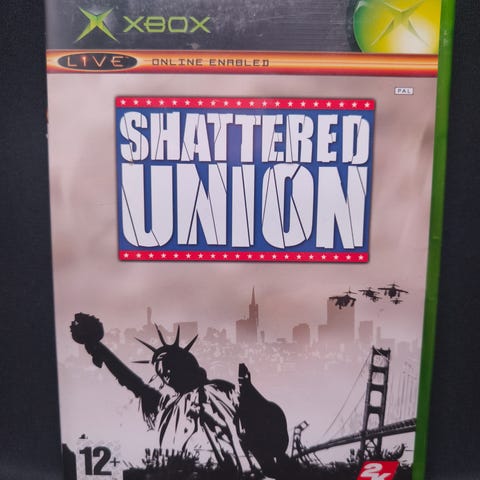 XBOX
LIVE ONLINE ENABLED
PAL
SHATTERED
UNION
12+
2K